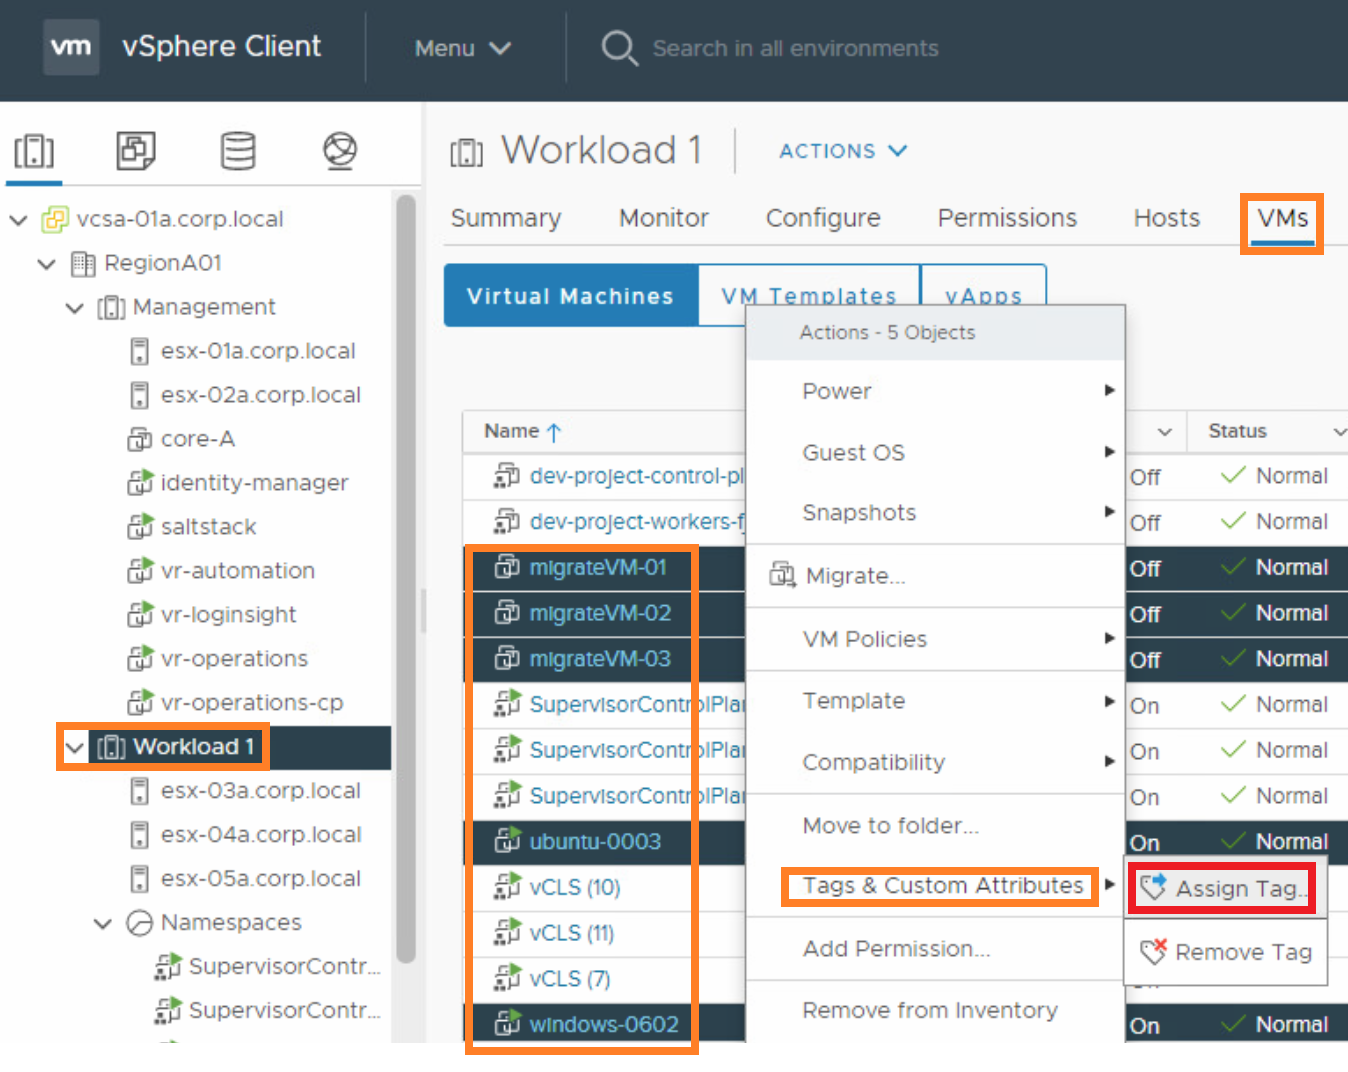 vm vSphere Client Menu Search in all environments
Workload 1 ACTIONS
Summary Monitor Configure Permissions Hosts VMs
Virtual Machines VM Templates vApps
vcsa-01a.corp.local
RegionA01
Management
esx-01a.corp.local
esx-02a.corp.local
core-A
identity-manager
saltstack
vr-automation
vr-loginsight
vr-operations
vr-operations-cp
Workload 1
esx-03a.corp.local
esx-04a.corp.local
esx-05a.corp.local
Namespaces
SupervisorContr...
SupervisorContr...
Name Status
dev-project-control-pl Off Normal
dev-project-workers-f Off Normal
migrateVM-01 Off Normal
migrateVM-02 Off Normal
migrateVM-03 Off Normal
SupervisorControlPla On Normal
SupervisorControlPla On Normal
SupervisorControlPla On Normal
ubuntu-0003 On Normal
vCLS (10)
vCLS (11)
vCLS (7)
windows-0602 On Normal
Actions - 5 Objects
Power
Guest OS
Snapshots
Migrate...
VM Policies
Template
Compatibility
Move to folder...
Tags & Custom Attributes
Add Permission...
Remove from Inventory
Assign Tag..
Remove Tag